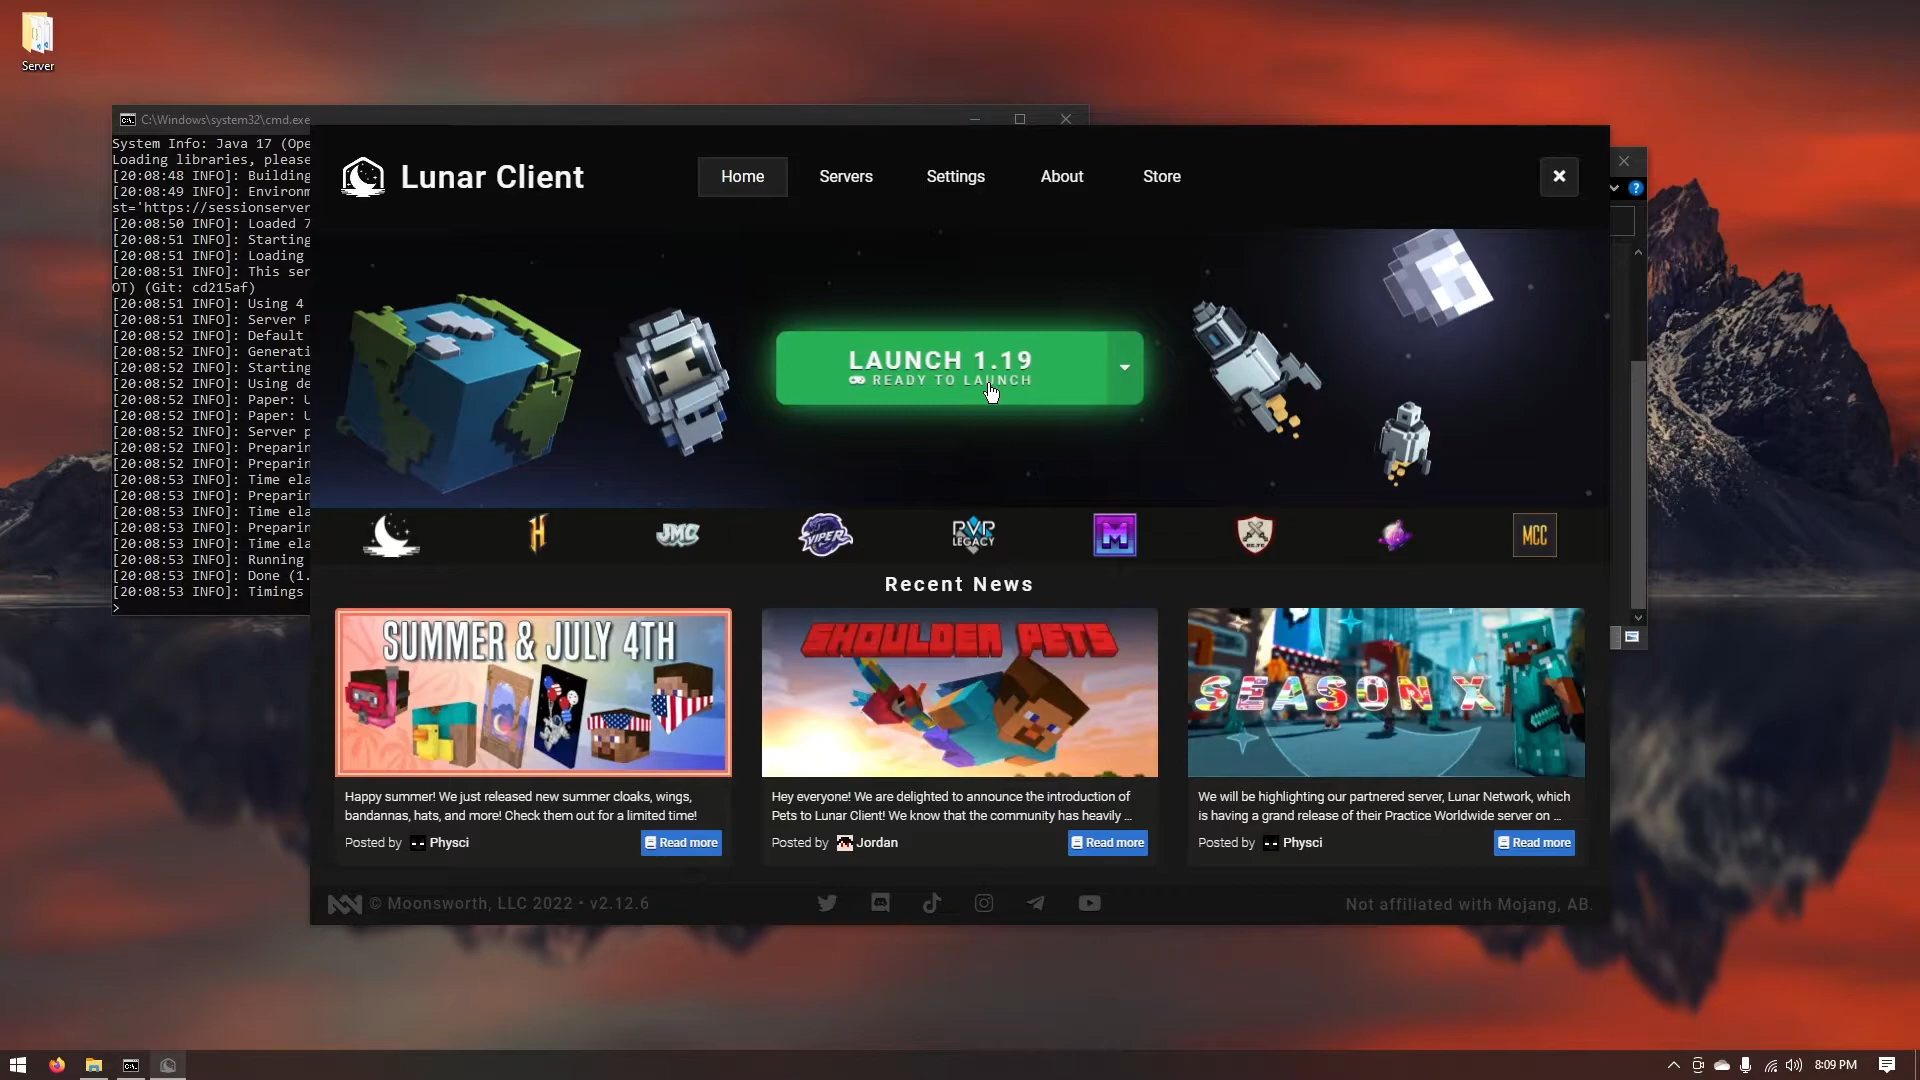 Server
C:\Windows\system32\cmd.exe
System Info: Java 17 (Ope
Loading libraries, please
[20:08:48 INFO]: Building
[20:08:49 INFO]: Environm
st='https://sessionserver
[20:08:50 INFO]: Loaded 7
[20:08:51 INFO]: Starting
[20:08:51 INFO]: Loading
[20:08:51 INFO]: This ser
OT) (Git: cd215af)
[20:08:51 INFO]: Using 4
[20:08:51 INFO]: Server P
[20:08:52 INFO]: Default
[20:08:52 INFO]: Generati
[20:08:52 INFO]: Starting
[20:08:52 INFO]: Using de
[20:08:52 INFO]: Paper: U
[20:08:52 INFO]: Paper: U
[20:08:52 INFO]: Server p
[20:08:52 INFO]: Preparin
[20:08:52 INFO]: Preparin
[20:08:53 INFO]: Time ela
[20:08:53 INFO]: Preparin
[20:08:53 INFO]: Time ela
[20:08:53 INFO]: Preparin
[20:08:53 INFO]: Time ela
[20:08:53 INFO]: Running
[20:08:53 INFO]: Done (1.
[20:08:53 INFO]: Timings
>
Lunar Client
Home Servers Settings About Store
LAUNCH 1.19
READY TO LAUNCH
H JMC VIPER PVP LEGACY M MCC
Recent News
SUMMER & JULY 4TH
Happy summer! We just released new summer cloaks, wings,
bandannas, hats, and more! Check them out for a limited time!
Posted by Physci Read more
SHOULDER PETS
Hey everyone! We are delighted to announce the introduction of
Pets to Lunar Client! We know that the community has heavily ...
Posted by Jordan Read more
SEASON X
We will be highlighting our partnered server, Lunar Network, which
is having a grand release of their Practice Worldwide server on ...
Posted by Physci Read more
© Moonsworth, LLC 2022 • v2.12.6
Not affiliated with Mojang, AB.
8:09 PM